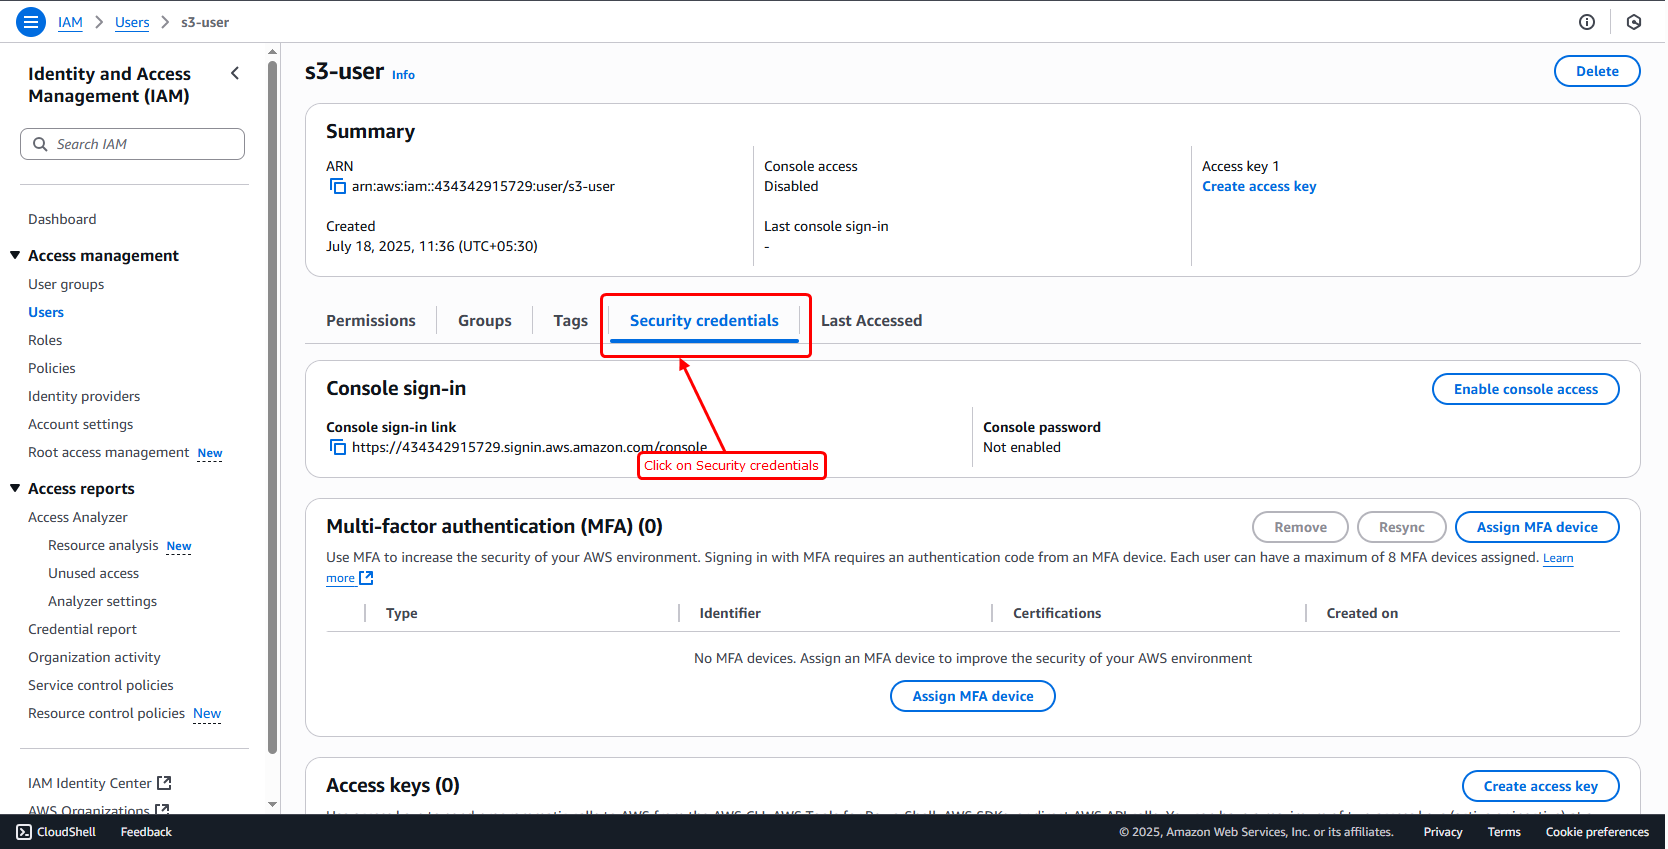 IAM > Users > s3-user
Identity and Access
Management (IAM)
Search IAM
Dashboard
Access management
User groups
Users
Roles
Policies
Identity providers
Account settings
Root access management New
Access reports
Access Analyzer
Resource analysis New
Unused access
Analyzer settings
Credential report
Organization activity
Service control policies
Resource control policies New
IAM Identity Center
AWS Organizations
s3-user Info
Delete
Summary
ARN
arn:aws:iam::434342915729:user/s3-user
Created
July 18, 2025, 11:36 (UTC+05:30)
Console access
Disabled
Last console sign-in
-
Access key 1
Create access key
Permissions
Groups
Tags
Security credentials
Last Accessed
Console sign-in
Enable console access
Console sign-in link
https://434342915729.signin.aws.amazon.com/console
Console password
Not enabled
Click on Security credentials
Multi-factor authentication (MFA) (0)
Remove
Resync
Assign MFA device
Use MFA to increase the security of your AWS environment. Signing in with MFA requires an authentication code from an MFA device. Each user can have a maximum of 8 MFA devices assigned. Learn
more
Type
Identifier
Certifications
Created on
No MFA devices. Assign an MFA device to improve the security of your AWS environment
Assign MFA device
Access keys (0)
Create access key
CloudShell
Feedback
© 2025, Amazon Web Services, Inc. or its affiliates.
Privacy
Terms
Cookie preferences